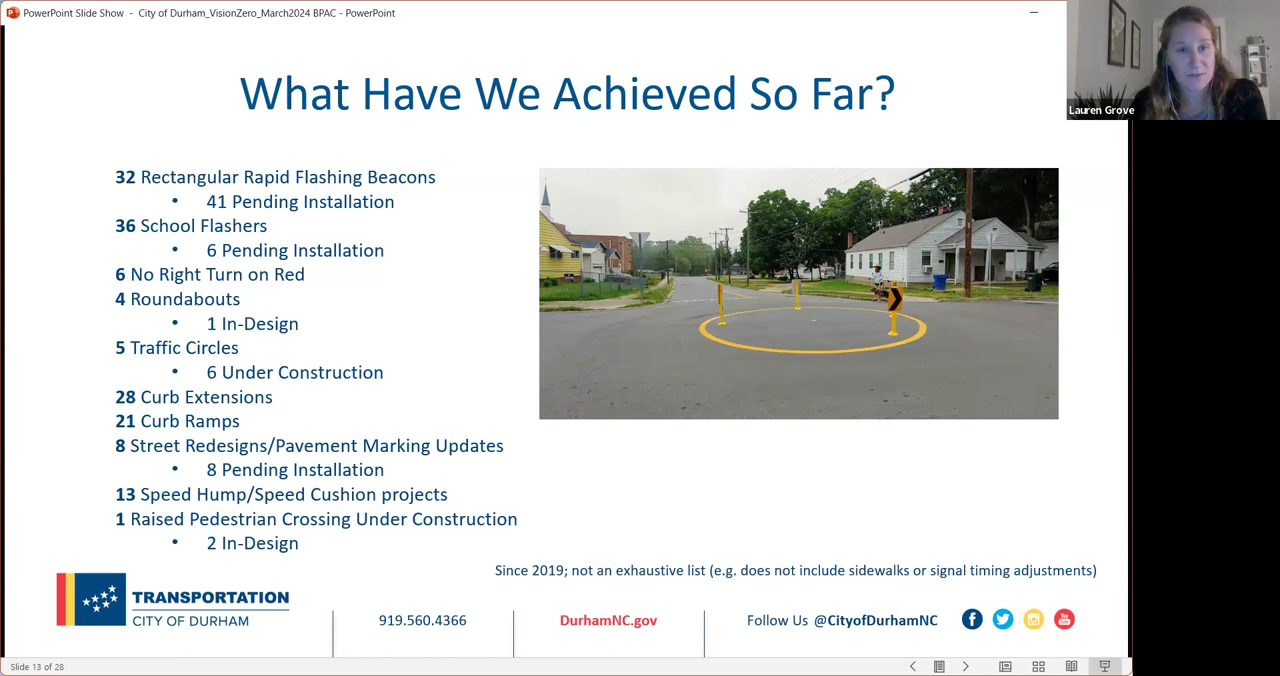 PowerPoint Slide Show - City of Durham_VisionZero_March2024 BPAC - PowerPoint
Lauren Grove
What Have We Achieved So Far?
32 Rectangular Rapid Flashing Beacons
• 41 Pending Installation
36 School Flashers
• 6 Pending Installation
6 No Right Turn on Red
4 Roundabouts
• 1 In-Design
5 Traffic Circles
• 6 Under Construction
28 Curb Extensions
21 Curb Ramps
8 Street Redesigns/Pavement Marking Updates
• 8 Pending Installation
13 Speed Hump/Speed Cushion projects
1 Raised Pedestrian Crossing Under Construction
• 2 In-Design
Since 2019; not an exhaustive list (e.g. does not include sidewalks or signal timing adjustments)
TRANSPORTATION
CITY OF DURHAM
919.560.4366
DurhamNC.gov
Follow Us @CityofDurhamNC
Slide 13 of 28